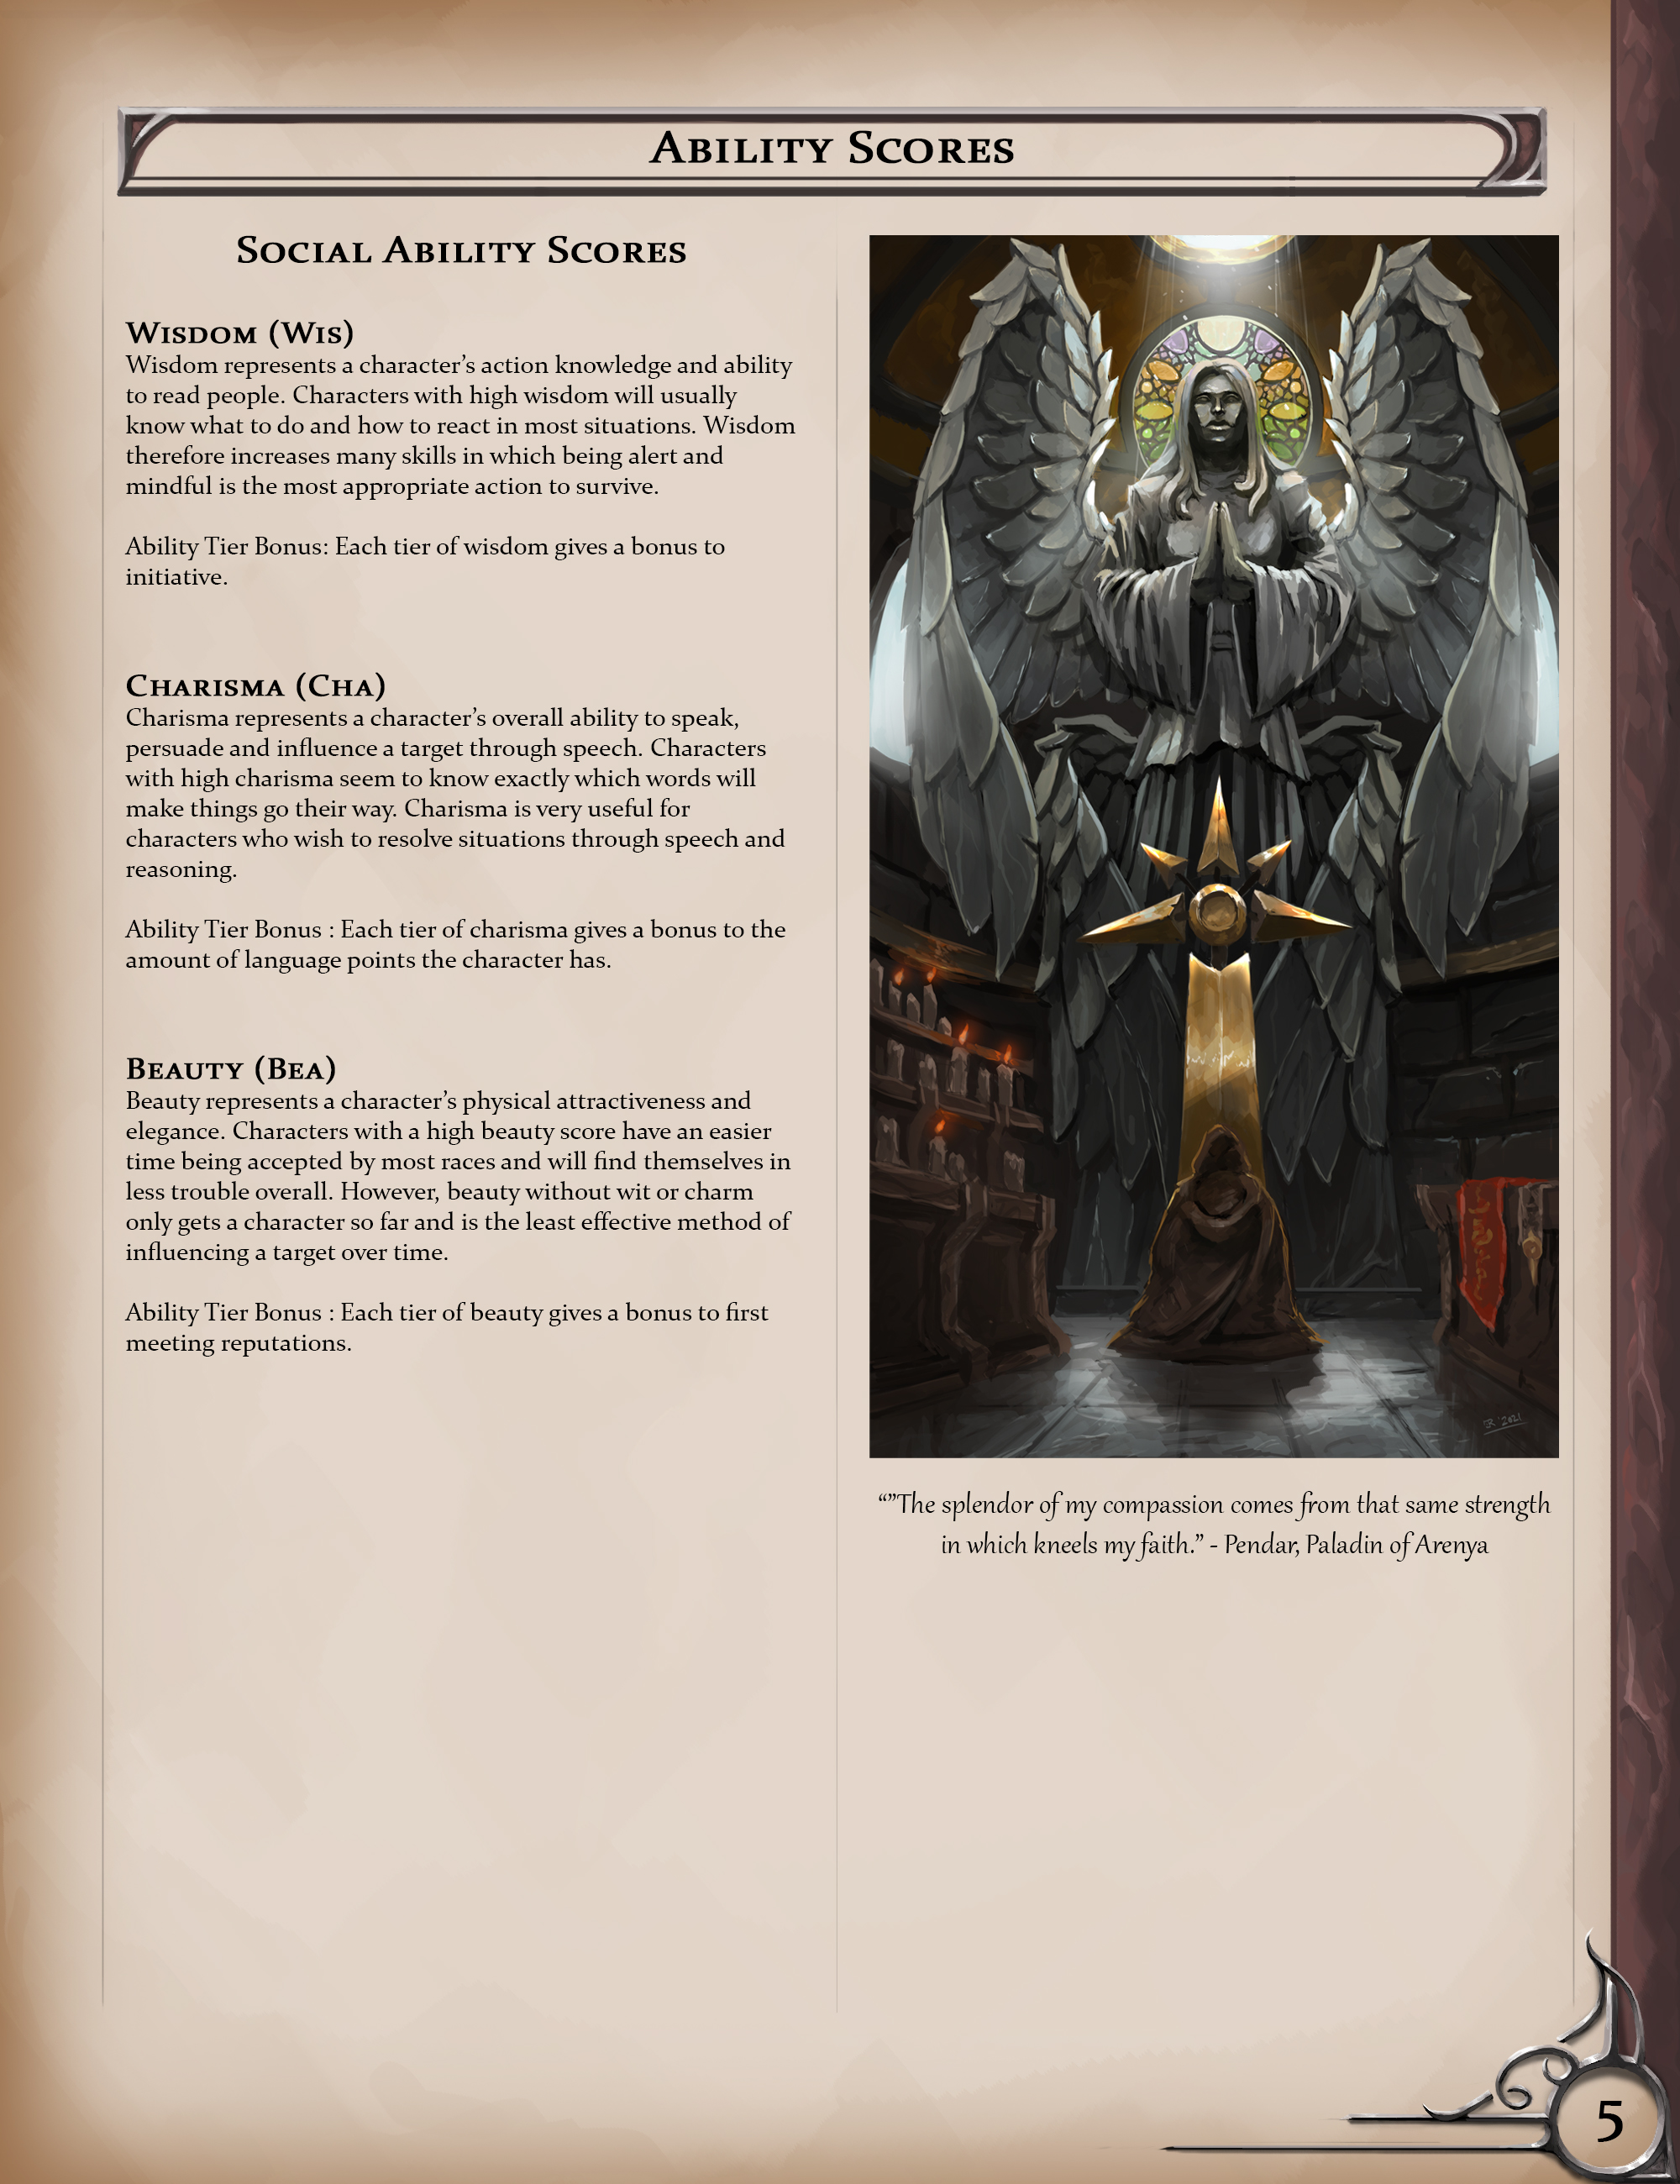 Ability Scores
Social Ability Scores
Wisdom (Wis)
Wisdom represents a character’s action knowledge and ability
to read people. Characters with high wisdom will usually
know what to do and how to react in most situations. Wisdom
therefore increases many skills in which being alert and
mindful is the most appropriate action to survive.
Ability Tier Bonus: Each tier of wisdom gives a bonus to
initiative.
Charisma (Cha)
Charisma represents a character’s overall ability to speak,
persuade and influence a target through speech. Characters
with high charisma seem to know exactly which words will
make things go their way. Charisma is very useful for
characters who wish to resolve situations through speech and
reasoning.
Ability Tier Bonus : Each tier of charisma gives a bonus to the
amount of language points the character has.
Beauty (Bea)
Beauty represents a character’s physical attractiveness and
elegance. Characters with a high beauty score have an easier
time being accepted by most races and will find themselves in
less trouble overall. However, beauty without wit or charm
only gets a character so far and is the least effective method of
influencing a target over time.
Ability Tier Bonus : Each tier of beauty gives a bonus to first
meeting reputations.
'2021
“”The splendor of my compassion comes from that same strength
in which kneels my faith.” - Pendar, Paladin of Arenya
5